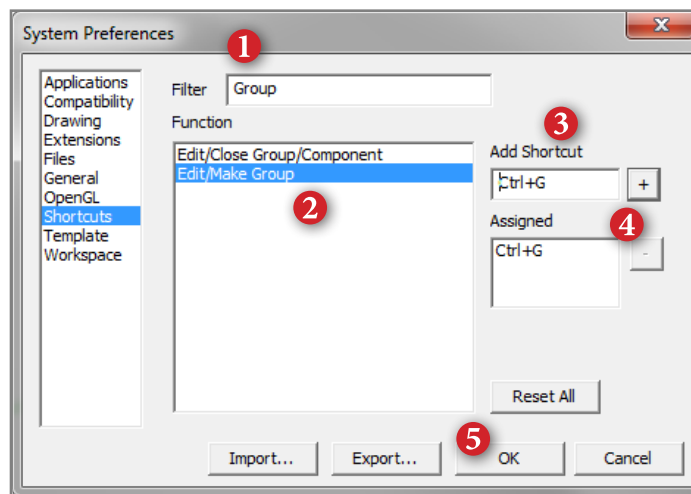 System Preferences
X
1
Applications
Compatibility
Drawing
Extensions
Files
General
OpenGL
Shortcuts
Template
Workspace
Filter
Group
Function
Edit/Close Group/Component
Edit/Make Group
2
3
Add Shortcut
Ctrl+G
+
Assigned
4
Ctrl+G
-
Reset All
5
Import...
Export...
OK
Cancel